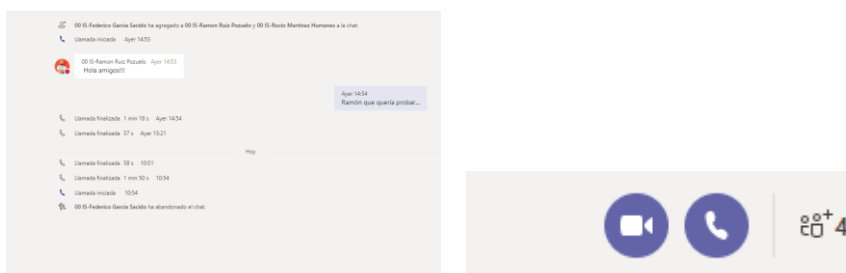 00 IS-Federico García Sacido ha agregado a 00 IS-Ramon Ruiz Pozuelo y 00 IS-Rocio Martinez Humanes a la chat.
Llamada iniciada Ayer 14:53
00 IS-Ramon Ruiz Pozuelo Ayer 14:53
Hola amigos!!!
Ayer 14:54
Ramón que quería probar...
Llamada finalizada 1 min 18 s Ayer 14:54
Llamada finalizada 37 s Ayer 15:21
Hoy
Llamada finalizada 38 s 10:51
Llamada finalizada 1 min 50 s 10:54
Llamada iniciada 10:54
00 IS-Federico García Sacido ha abandonado el chat.
4